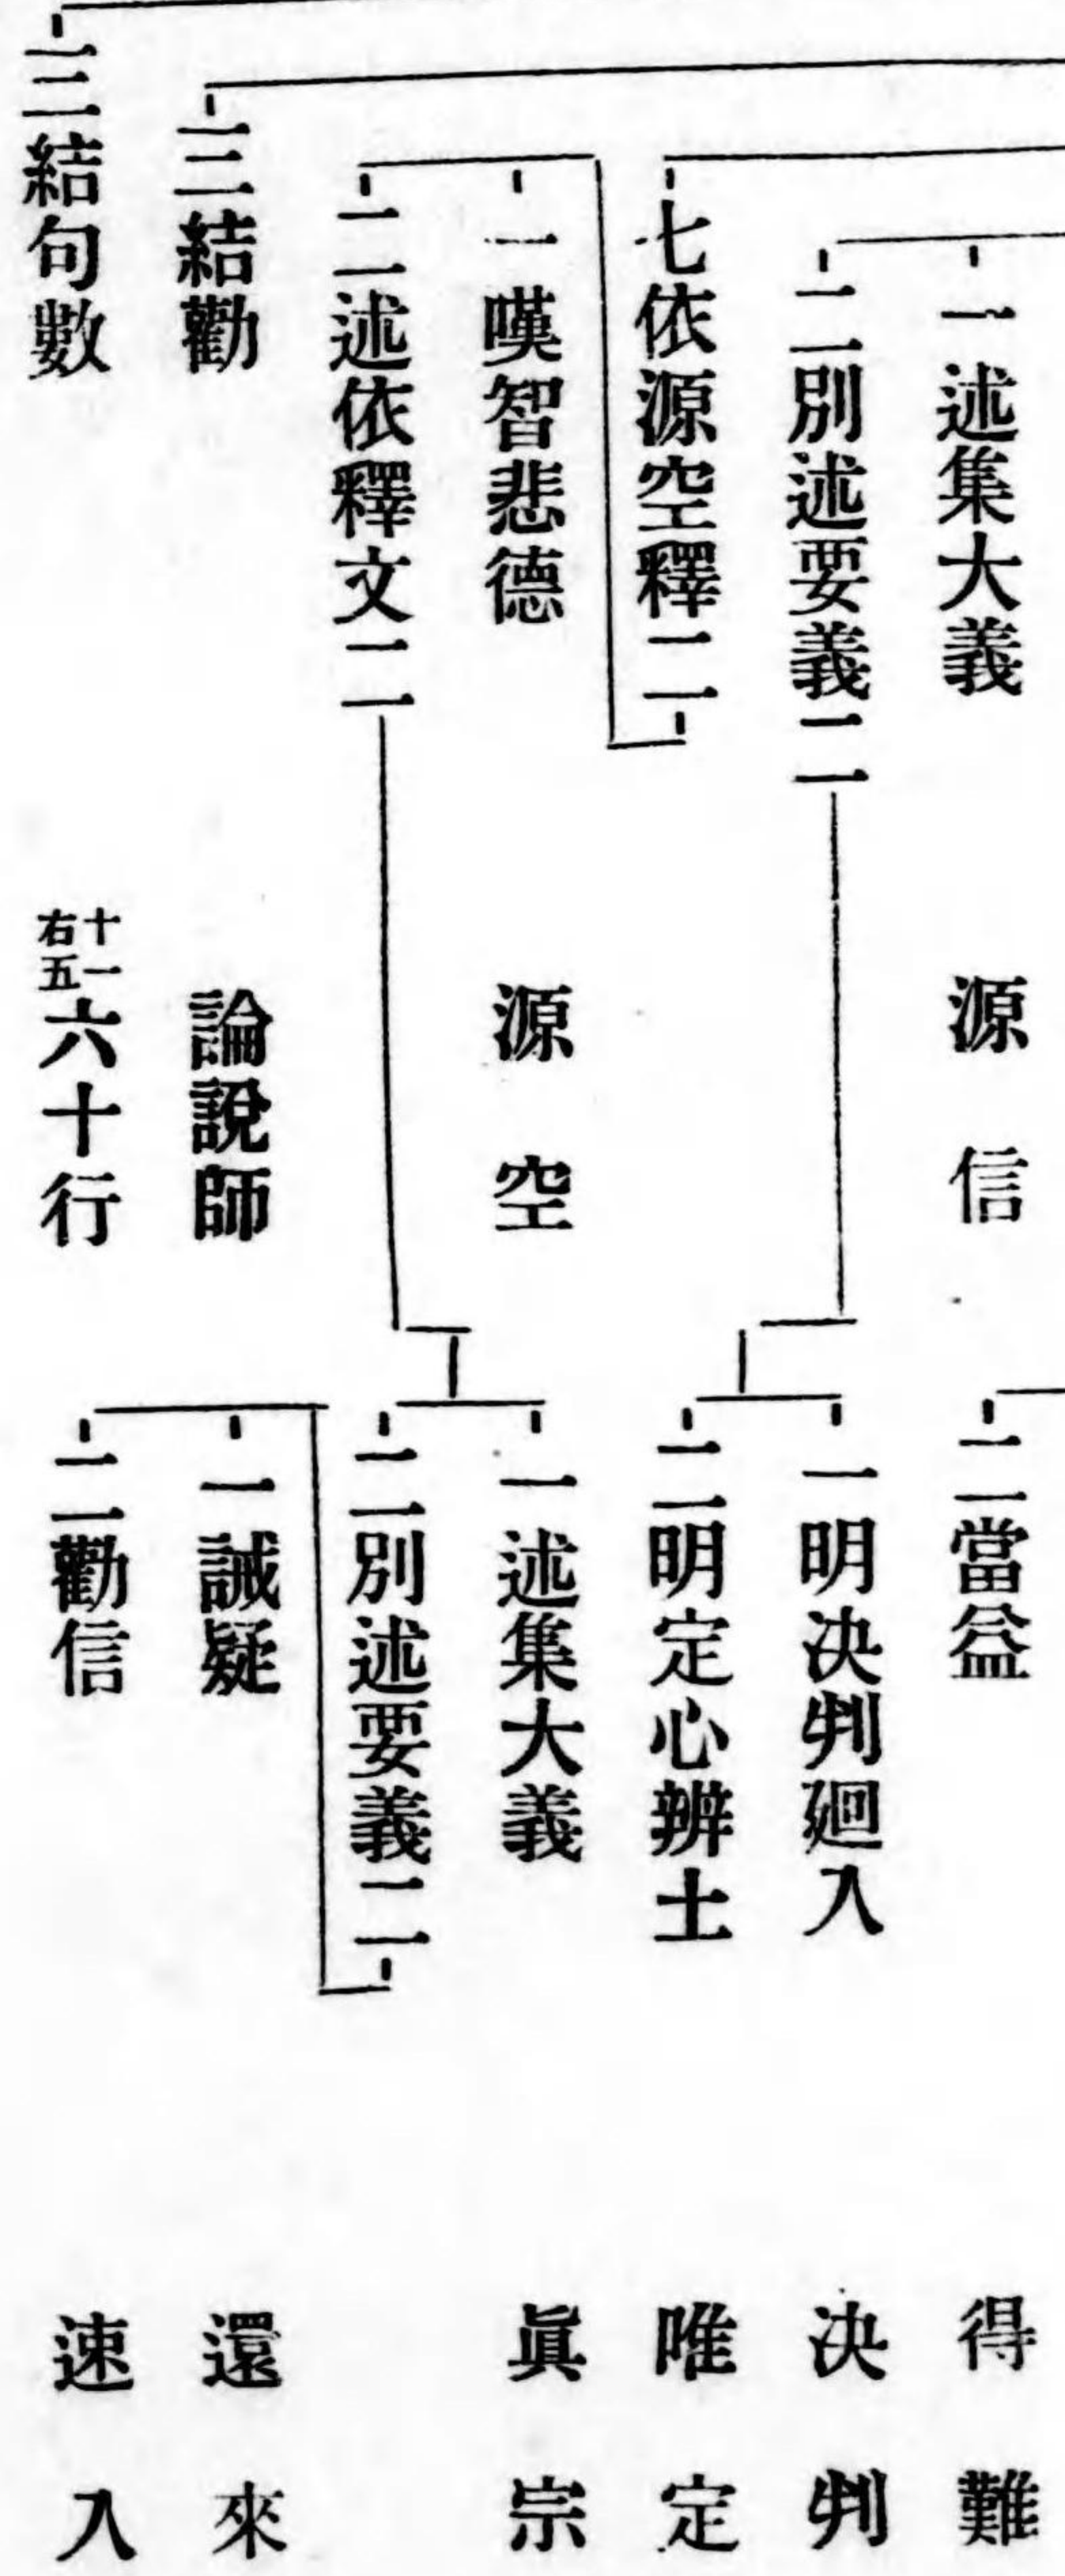 一述集大義　源信
二別述要義二
七依源空釋二
一嘆智悲德　源空
二述依釋文二
三結勸　論說師
三結句數　十一右五　六十行
二當益　得難
一明決判廻入　決判
二明定心辨土　唯定
一述集大義　眞宗
二別述要義二
一誡疑　還來
二勸信　速入